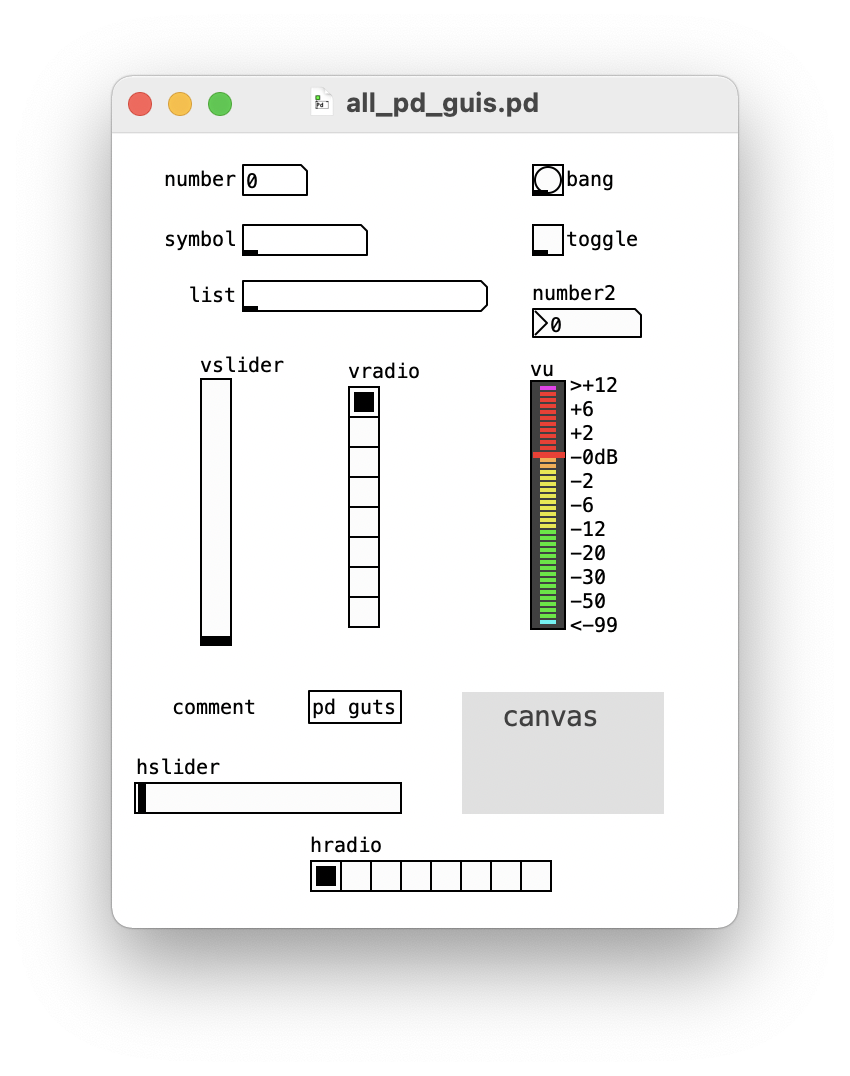 all_pd_guis.pd
number 0
bang
symbol
toggle
list
number2
0
vslider
vradio
vu
>+12
+6
+2
-0dB
-2
-6
-12
-20
-30
-50
<-99
comment
pd guts
canvas
hslider
hradio